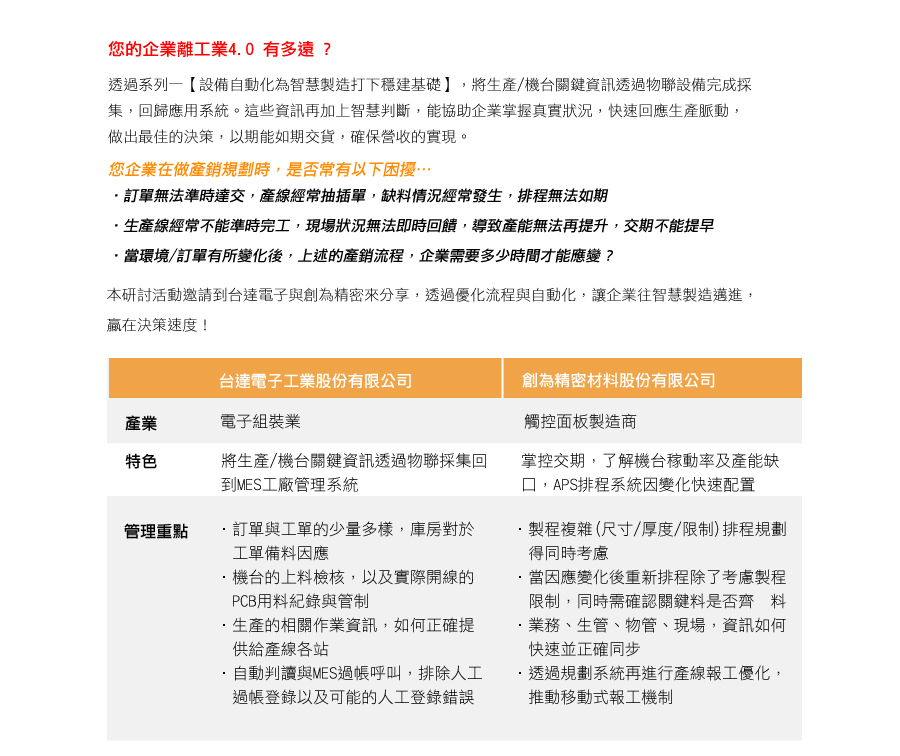 您的企業離工業4.0 有多遠 ?
透過系列一【設備自動化為智慧製造打下穩建基礎】，將生產/機台關鍵資訊透過物聯設備完成採
集，回歸應用系統。這些資訊再加上智慧判斷，能協助企業掌握真實狀況，快速回應生產脈動，
做出最佳的決策，以期能如期交貨，確保營收的實現。
您企業在做產銷規劃時，是否常有以下困擾…
・訂單無法準時達交，產線經常抽插單，缺料情況經常發生，排程無法如期
・生產線經常不能準時完工，現場狀況無法即時回饋，導致產能無法再提升，交期不能提早
・當環境/訂單有所變化後，上述的產銷流程，企業需要多少時間才能應變？
本研討活動邀請到台達電子與創為精密來分享，透過優化流程與自動化，讓企業往智慧製造邁進，
贏在決策速度！
台達電子工業股份有限公司 創為精密材料股份有限公司
產業 電子組裝業 觸控面板製造商
特色 將生產/機台關鍵資訊透過物聯採集回 掌控交期，了解機台稼動率及產能缺
到MES工廠管理系統 口，APS排程系統因變化快速配置
管理重點 ・訂單與工單的少量多樣，庫房對於 ・製程複雜(尺寸/厚度/限制)排程規劃
工單備料因應 得同時考慮
・機台的上料檢核，以及實際開線的 ・當因應變化後重新排程除了考慮製程
PCB用料紀錄與管制 限制，同時需確認關鍵料是否齊　料
・生產的相關作業資訊，如何正確提 ・業務、生管、物管、現場，資訊如何
供給產線各站 快速並正確同步
・自動判讀與MES過帳呼叫，排除人工 ・透過規劃系統再進行產線報工優化，
過帳登錄以及可能的人工登錄錯誤 推動移動式報工機制